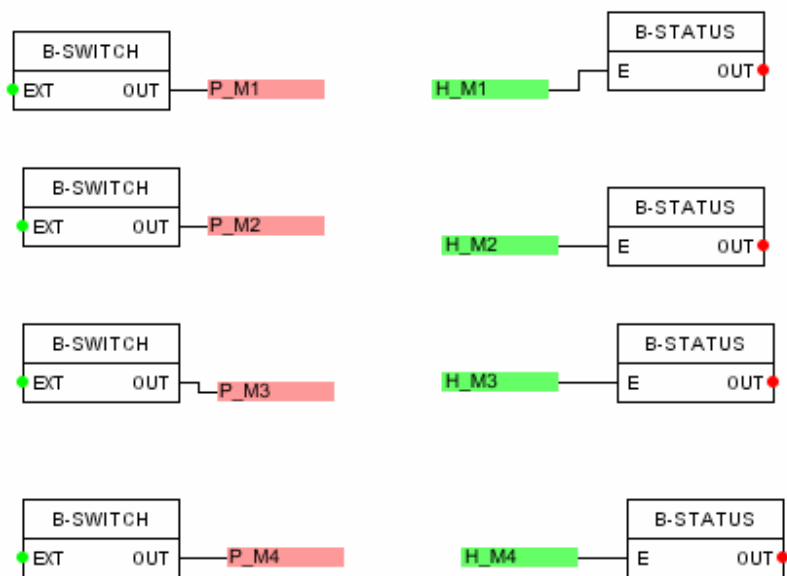 B-SWITCH
EXT OUT P_M1
B-STATUS
H_M1 E OUT
B-SWITCH
EXT OUT P_M2
B-STATUS
H_M2 E OUT
B-SWITCH
EXT OUT P_M3
B-STATUS
H_M3 E OUT
B-SWITCH
EXT OUT P_M4
B-STATUS
H_M4 E OUT